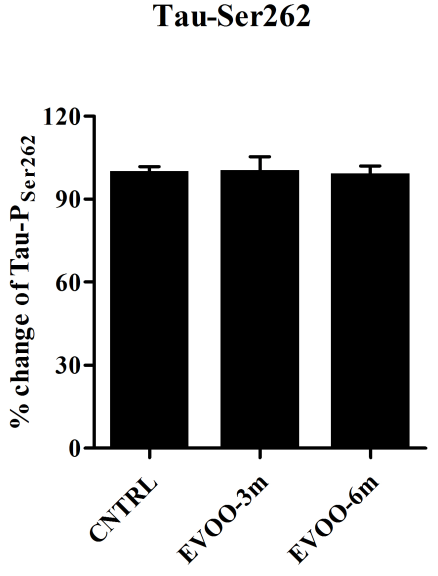 Tau-Ser262
% change of Tau-PSer262
120
90
60
30
0
CNTRL
EVOO-3m
EVOO-6m